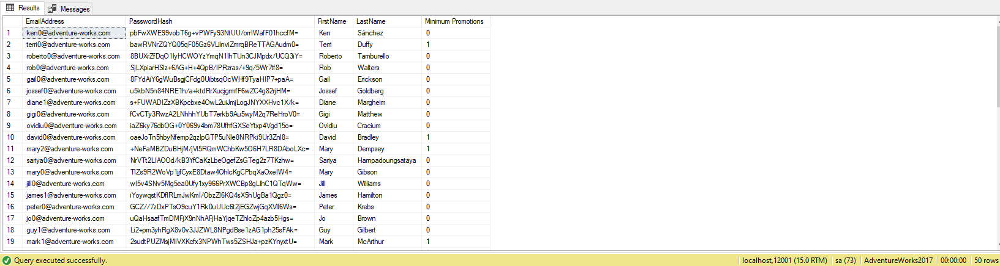 Results Messages
EmailAddress PasswordHash FirstName LastName Minimum Promotions
1 ken0@adventure-works.com pbFwXWE99vobT6g+vPWFy93NtUU/orrIWafF01hccfM= Ken Sánchez 0
2 terri0@adventure-works.com bawRVNrZQYQ05qF05Gz6VLilnviZmrqBReTTAGAudm0= Terri Duffy 1
3 roberto0@adventure-works.com 8BUXrZfDqO1IyHCWOYzYmqN1IhTUn3CJMpdx/UCQ3iY= Roberto Tamburello 0
4 rob0@adventure-works.com SjLXpiarHSlz+6AG+H+4QpB/IPRzras/+9q/5Wr7tf8= Rob Walters 0
5 gail0@adventure-works.com 8FYdAiY6gWuBsgjCFdg0UibtsqOcWHf9TyaHIP7+paA= Gail Erickson 0
6 jossef0@adventure-works.com u5kbN5n84NRE1h/a+ktdRrXucjgrmfF6wZC4g82rjHM= Jossef Goldberg 0
7 diane1@adventure-works.com s+FUWADIZzXBKpcbxe4OwL2uiJmjLogJNYXXHvc1X/k= Diane Margheim 0
8 gigi0@adventure-works.com fCvCTy3RwzA2LNhhhYUbT7erkb9Au5wyM2q7ReHroV0= Gigi Matthew 0
9 ovidiu0@adventure-works.com iaZ6ky76dbOG+0Y069v4bm78UfhfGXSeYtxp4Vgd15o= Ovidiu Cracium 0
10 david0@adventure-works.com oaeJoTn5hbyNfemp2qzlpGTP5uNle8NRPki9Ur3Znl8= David Bradley 1
11 mary2@adventure-works.com +NeFaMBZDuBHjM/jVl5RQmWChbKw5O6H7LR8DAboLXc= Mary Dempsey 1
12 sariya0@adventure-works.com NrVTt2LIAOOd/kB3YfCaKzLbeOgefZsGTeg2z7TKzhw= Sariya Harnpadoungsataya 0
13 mary0@adventure-works.com TlZs9R2WoVp1jjfCyxE8Dtaw4OhlcKgCPbqXaOxeIW4= Mary Gibson 0
14 jill0@adventure-works.com wI5v4SNv5Mg5ea0Ufy1xy966PrXWCBp8gLlhC1QTqWw= Jill Williams 0
15 james1@adventure-works.com iYoywqstKDflRLmJwKml/ObzZl6KQ4sX5hUgBa1Qgz0= James Hamilton 0
16 peter0@adventure-works.com GCZ//7zDxPTsO9cuY1Rk0uUUc6t2jEGZwjGqXVIl6Ws= Peter Krebs 0
17 jo0@adventure-works.com uQaHsaafTmDMFjX9nNhAFjHaYjqeTZhlcZp4azb5Hgs= Jo Brown 0
18 guy1@adventure-works.com Li2+pm3yhRgX8v0v3JJZWL8NPgdBse1zAG1ph25sFAk= Guy Gilbert 0
19 mark1@adventure-works.com 2sudtPUZMsjMIVXKcfx3NPWhTws5ZSHJa+pzKYnyxtU= Mark McArthur 1
Query executed successfully. localhost,12001 (15.0 RTM) sa (73) AdventureWorks2017 00:00:00 50 rows